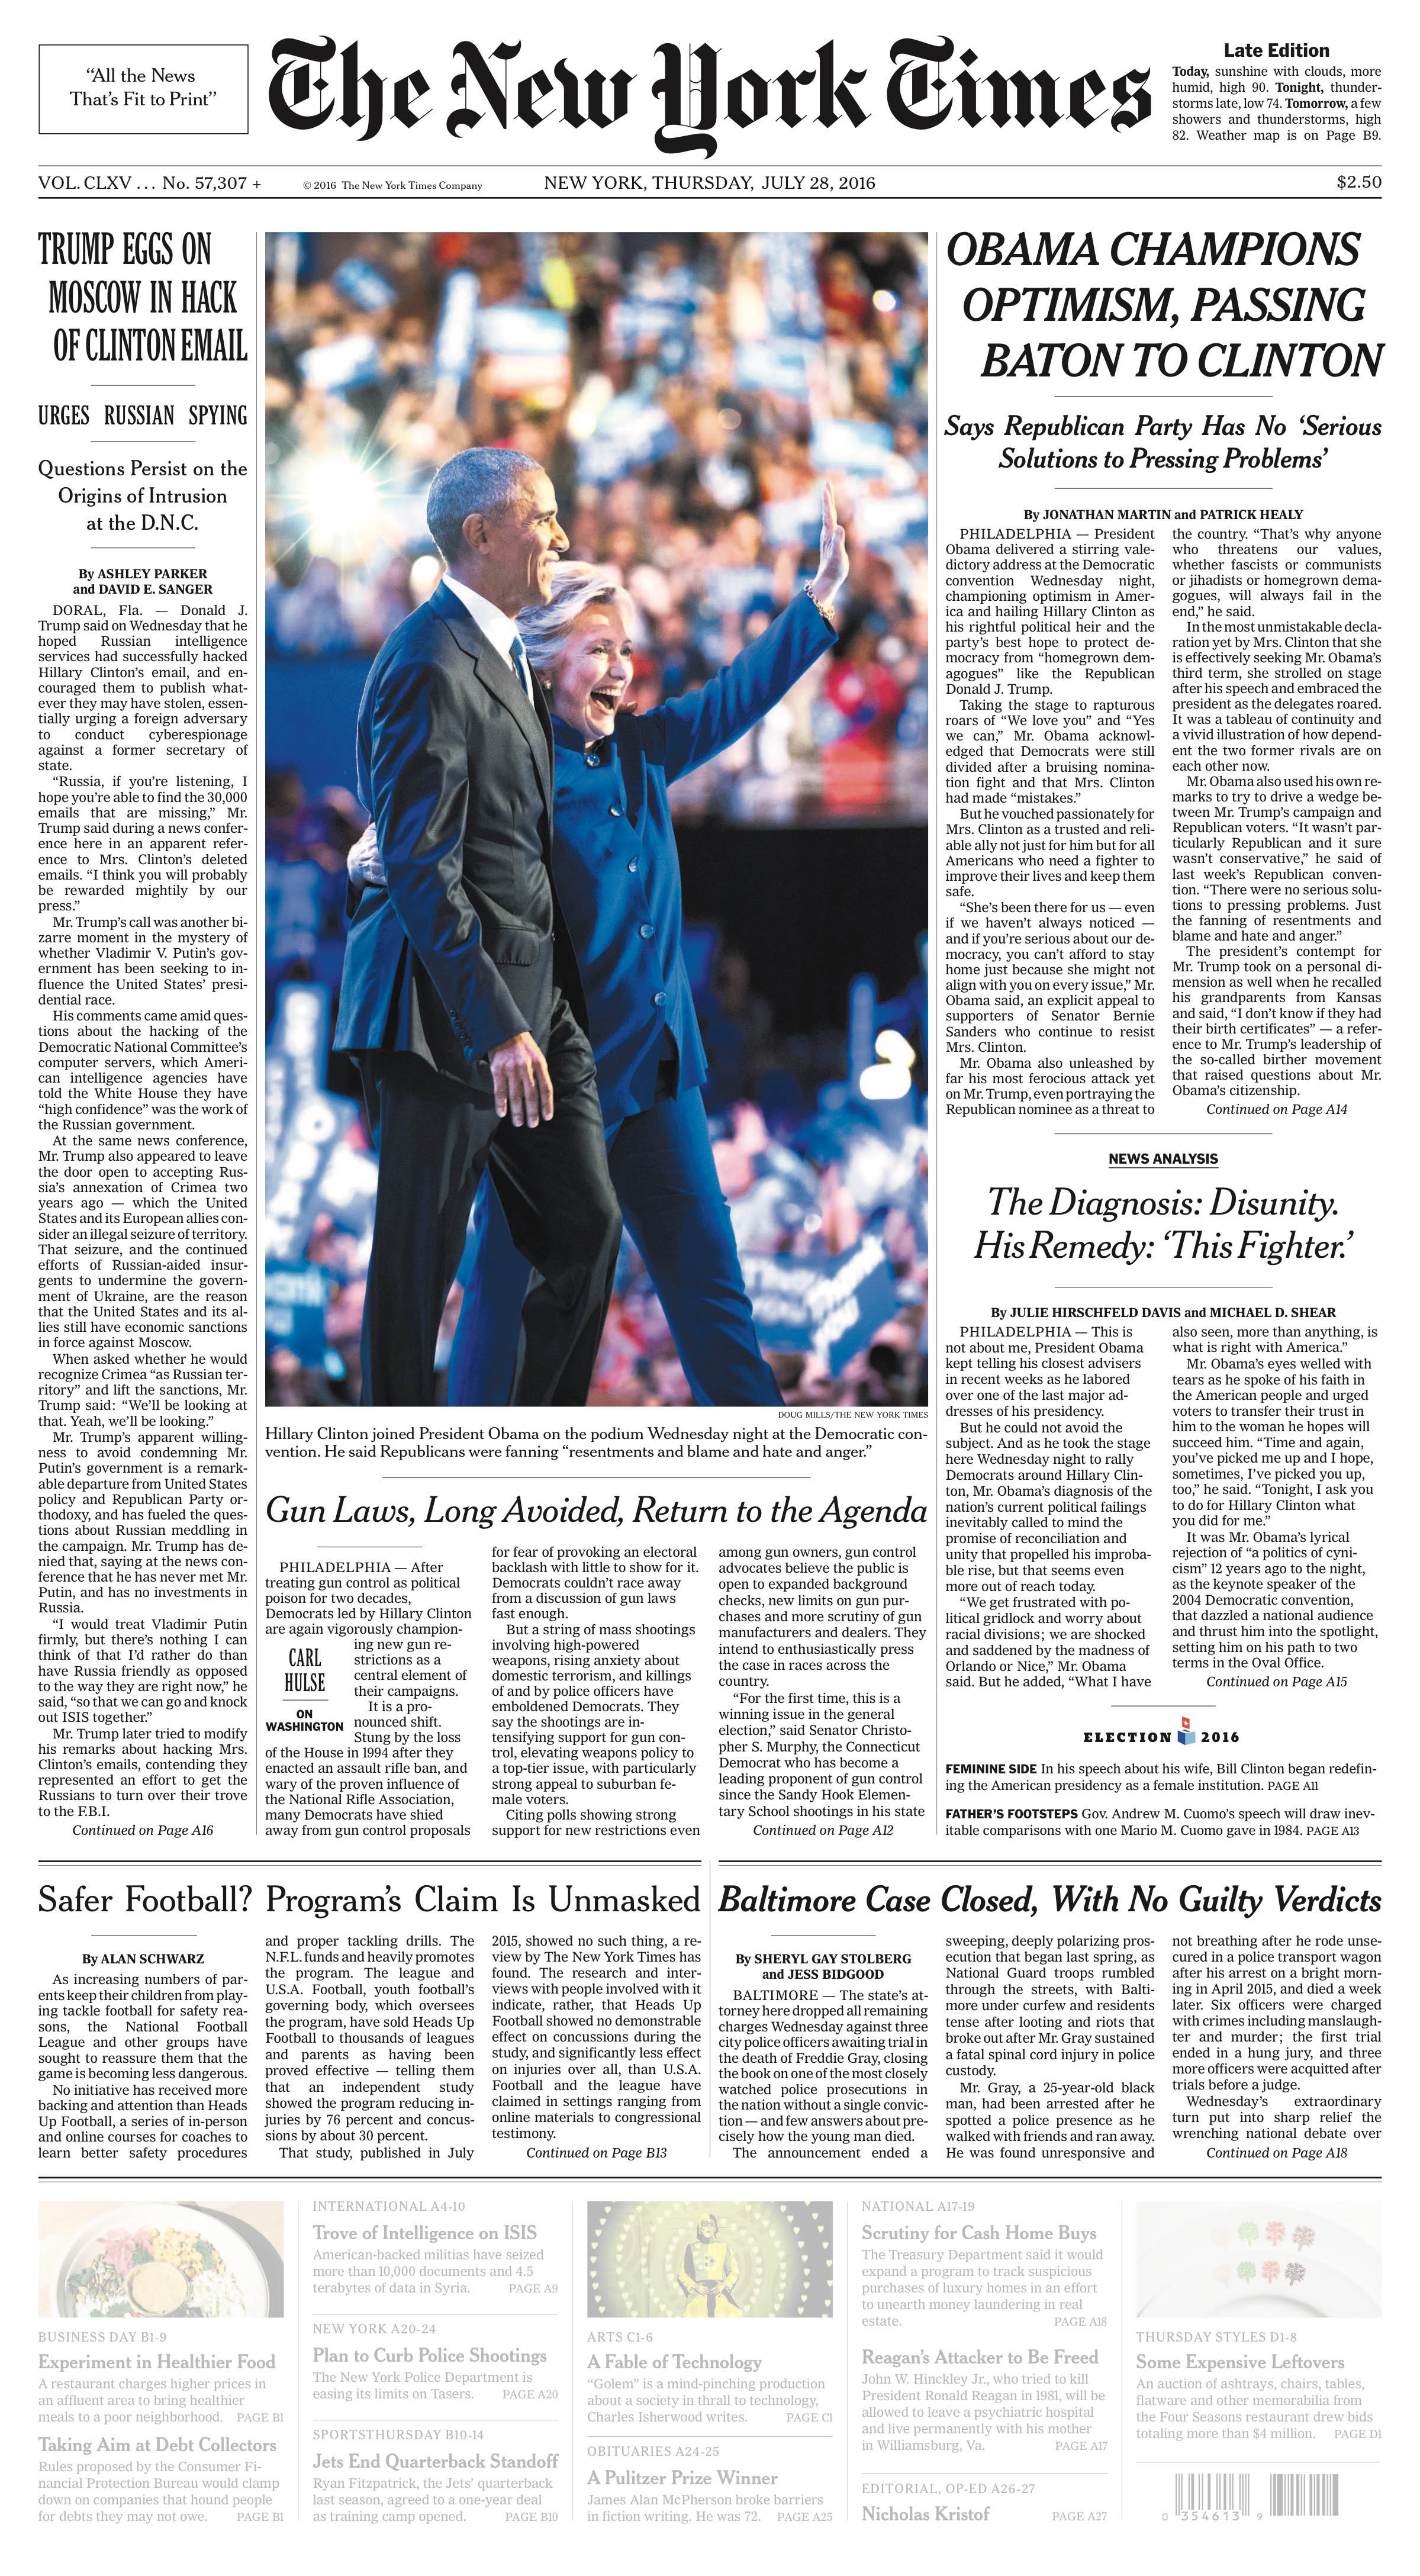 “All the News
That’s Fit to Print”
The New York Times
Late Edition
Today, sunshine with clouds, more
humid, high 90. Tonight, thunder-
storms late, low 74. Tomorrow, a few
showers and thunderstorms, high
82. Weather map is on Page B9.
VOL. CLXV . . . No. 57,307 +
© 2016 The New York Times Company
NEW YORK, THURSDAY, JULY 28, 2016
$2.50
TRUMP EGGS ON
MOSCOW IN HACK
OF CLINTON EMAIL
URGES RUSSIAN SPYING
Questions Persist on the
Origins of Intrusion
at the D.N.C.
By ASHLEY PARKER
and DAVID E. SANGER
DORAL, Fla. — Donald J.
Trump said on Wednesday that he
hoped Russian intelligence
services had successfully hacked
Hillary Clinton’s email, and en-
couraged them to publish what-
ever they may have stolen, essen-
tially urging a foreign adversary
to conduct cyberespionage
against a former secretary of
state.
“Russia, if you’re listening, I
hope you’re able to find the 30,000
emails that are missing,” Mr.
Trump said during a news confer-
ence here in an apparent refer-
ence to Mrs. Clinton’s deleted
emails. “I think you will probably
be rewarded mightily by our
press.”
Mr. Trump’s call was another bi-
zarre moment in the mystery of
whether Vladimir V. Putin’s gov-
ernment has been seeking to in-
fluence the United States’ presi-
dential race.
His comments came amid ques-
tions about the hacking of the
Democratic National Committee’s
computer servers, which Ameri-
can intelligence agencies have
told the White House they have
“high confidence” was the work of
the Russian government.
At the same news conference,
Mr. Trump also appeared to leave
the door open to accepting Rus-
sia’s annexation of Crimea two
years ago — which the United
States and its European allies con-
sider an illegal seizure of territory.
That seizure, and the continued
efforts of Russian-aided insur-
gents to undermine the govern-
ment of Ukraine, are the reason
that the United States and its al-
lies still have economic sanctions
in force against Moscow.
When asked whether he would
recognize Crimea “as Russian ter-
ritory” and lift the sanctions, Mr.
Trump said: “We’ll be looking at
that. Yeah, we’ll be looking.”
Mr. Trump’s apparent willing-
ness to avoid condemning Mr.
Putin’s government is a remark-
able departure from United States
policy and Republican Party or-
thodoxy, and has fueled the ques-
tions about Russian meddling in
the campaign. Mr. Trump has de-
nied that, saying at the news con-
ference that he has never met Mr.
Putin, and has no investments in
Russia.
“I would treat Vladimir Putin
firmly, but there’s nothing I can
think of that I’d rather do than
have Russia friendly as opposed
to the way they are right now,” he
said, “so that we can go and knock
out ISIS together.”
Mr. Trump later tried to modify
his remarks about hacking Mrs.
Clinton’s emails, contending they
represented an effort to get the
Russians to turn over their trove
to the F.B.I.
Continued on Page A16
DOUG MILLS/THE NEW YORK TIMES
Hillary Clinton joined President Obama on the podium Wednesday night at the Democratic con-
vention. He said Republicans were fanning “resentments and blame and hate and anger.”
Gun Laws, Long Avoided, Return to the Agenda
PHILADELPHIA — After
treating gun control as political
poison for two decades,
Democrats led by Hillary Clinton
are again vigorously champion-
CARL
HULSE
ON
WASHINGTON
ing new gun re-
strictions as a
central element of
their campaigns.
It is a pro-
nounced shift.
Stung by the loss
of the House in 1994 after they
enacted an assault rifle ban, and
wary of the proven influence of
the National Rifle Association,
many Democrats have shied
away from gun control proposals
for fear of provoking an electoral
backlash with little to show for it.
Democrats couldn’t race away
from a discussion of gun laws
fast enough.
But a string of mass shootings
involving high-powered
weapons, rising anxiety about
domestic terrorism, and killings
of and by police officers have
emboldened Democrats. They
say the shootings are in-
tensifying support for gun con-
trol, elevating weapons policy to
a top-tier issue, with particularly
strong appeal to suburban fe-
male voters.
Citing polls showing strong
support for new restrictions even
among gun owners, gun control
advocates believe the public is
open to expanded background
checks, new limits on gun pur-
chases and more scrutiny of gun
manufacturers and dealers. They
intend to enthusiastically press
the case in races across the
country.
“For the first time, this is a
winning issue in the general
election,” said Senator Christo-
pher S. Murphy, the Connecticut
Democrat who has become a
leading proponent of gun control
since the Sandy Hook Elemen-
tary School shootings in his state
Continued on Page A12
OBAMA CHAMPIONS
OPTIMISM, PASSING
BATON TO CLINTON
Says Republican Party Has No ‘Serious
Solutions to Pressing Problems’
By JONATHAN MARTIN and PATRICK HEALY
PHILADELPHIA — President
Obama delivered a stirring vale-
dictory address at the Democratic
convention Wednesday night,
championing optimism in Amer-
ica and hailing Hillary Clinton as
his rightful political heir and the
party’s best hope to protect de-
mocracy from “homegrown dem-
agogues” like the Republican
Donald J. Trump.
Taking the stage to rapturous
roars of “We love you” and “Yes
we can,” Mr. Obama acknowl-
edged that Democrats were still
divided after a bruising nomina-
tion fight and that Mrs. Clinton
had made “mistakes.”
But he vouched passionately for
Mrs. Clinton as a trusted and reli-
able ally not just for him but for all
Americans who need a fighter to
improve their lives and keep them
safe.
“She’s been there for us — even
if we haven’t always noticed —
and if you’re serious about our de-
mocracy, you can’t afford to stay
home just because she might not
align with you on every issue,” Mr.
Obama said, an explicit appeal to
supporters of Senator Bernie
Sanders who continue to resist
Mrs. Clinton.
Mr. Obama also unleashed by
far his most ferocious attack yet
on Mr. Trump, even portraying the
Republican nominee as a threat to
the country. “That’s why anyone
who threatens our values,
whether fascists or communists
or jihadists or homegrown dema-
gogues, will always fail in the
end,” he said.
In the most unmistakable decla-
ration yet by Mrs. Clinton that she
is effectively seeking Mr. Obama’s
third term, she strolled on stage
after his speech and embraced the
president as the delegates roared.
It was a tableau of continuity and
a vivid illustration of how depend-
ent the two former rivals are on
each other now.
Mr. Obama also used his own re-
marks to try to drive a wedge be-
tween Mr. Trump’s campaign and
Republican voters. “It wasn’t par-
ticularly Republican and it sure
wasn’t conservative,” he said of
last week’s Republican conven-
tion. “There were no serious solu-
tions to pressing problems. Just
the fanning of resentments and
blame and hate and anger.”
The president’s contempt for
Mr. Trump took on a personal di-
mension as well when he recalled
his grandparents from Kansas
and said, “I don’t know if they had
their birth certificates” — a refer-
ence to Mr. Trump’s leadership of
the so-called birther movement
that raised questions about Mr.
Obama’s citizenship.
Continued on Page A14
NEWS ANALYSIS
The Diagnosis: Disunity.
His Remedy: ‘This Fighter.’
By JULIE HIRSCHFELD DAVIS and MICHAEL D. SHEAR
PHILADELPHIA — This is
not about me, President Obama
kept telling his closest advisers
in recent weeks as he labored
over one of the last major ad-
dresses of his presidency.
But he could not avoid the
subject. And as he took the stage
here Wednesday night to rally
Democrats around Hillary Clin-
ton, Mr. Obama’s diagnosis of the
nation’s current political failings
inevitably called to mind the
promise of reconciliation and
unity that propelled his improba-
ble rise, but that seems even
more out of reach today.
“We get frustrated with po-
litical gridlock and worry about
racial divisions; we are shocked
and saddened by the madness of
Orlando or Nice,” Mr. Obama
said. But he added, “What I have
also seen, more than anything, is
what is right with America.”
Mr. Obama’s eyes welled with
tears as he spoke of his faith in
the American people and urged
voters to transfer their trust in
him to the woman he hopes will
succeed him. “Time and again,
you’ve picked me up and I hope,
sometimes, I’ve picked you up,
too,” he said. “Tonight, I ask you
to do for Hillary Clinton what
you did for me.”
It was Mr. Obama’s lyrical
rejection of “a politics of cyni-
cism” 12 years ago to the night,
as the keynote speaker of the
2004 Democratic convention,
that dazzled a national audience
and thrust him into the spotlight,
setting him on his path to two
terms in the Oval Office.
Continued on Page A15
ELECTION 2016
FEMININE SIDE In his speech about his wife, Bill Clinton began redefin-
ing the American presidency as a female institution. PAGE A11
FATHER’S FOOTSTEPS Gov. Andrew M. Cuomo’s speech will draw inev-
itable comparisons with one Mario M. Cuomo gave in 1984. PAGE A13
Safer Football? Program’s Claim Is Unmasked
By ALAN SCHWARZ
As increasing numbers of par-
ents keep their children from play-
ing tackle football for safety rea-
sons, the National Football
League and other groups have
sought to reassure them that the
game is becoming less dangerous.
No initiative has received more
backing and attention than Heads
Up Football, a series of in-person
and online courses for coaches to
learn better safety procedures
and proper tackling drills. The
N.F.L. funds and heavily promotes
the program. The league and
U.S.A. Football, youth football’s
governing body, which oversees
the program, have sold Heads Up
Football to thousands of leagues
and parents as having been
proved effective — telling them
that an independent study
showed the program reducing in-
juries by 76 percent and concus-
sions by about 30 percent.
That study, published in July
2015, showed no such thing, a re-
view by The New York Times has
found. The research and inter-
views with people involved with it
indicate, rather, that Heads Up
Football showed no demonstrable
effect on concussions during the
study, and significantly less effect
on injuries over all, than U.S.A.
Football and the league have
claimed in settings ranging from
online materials to congressional
testimony.
Continued on Page B13
Baltimore Case Closed, With No Guilty Verdicts
By SHERYL GAY STOLBERG
and JESS BIDGOOD
BALTIMORE — The state’s at-
torney here dropped all remaining
charges Wednesday against three
city police officers awaiting trial in
the death of Freddie Gray, closing
the book on one of the most closely
watched police prosecutions in
the nation without a single convic-
tion — and few answers about pre-
cisely how the young man died.
The announcement ended a
sweeping, deeply polarizing pros-
ecution that began last spring, as
National Guard troops rumbled
through the streets, with Balti-
more under curfew and residents
tense after looting and riots that
broke out after Mr. Gray sustained
a fatal spinal cord injury in police
custody.
Mr. Gray, a 25-year-old black
man, had been arrested after he
spotted a police presence as he
walked with friends and ran away.
He was found unresponsive and
not breathing after he rode unse-
cured in a police transport wagon
after his arrest on a bright morn-
ing in April 2015, and died a week
later. Six officers were charged
with crimes including manslaugh-
ter and murder; the first trial
ended in a hung jury, and three
more officers were acquitted after
trials before a judge.
Wednesday’s extraordinary
turn put into sharp relief the
wrenching national debate over
Continued on Page A18
BUSINESS DAY B1-9
Experiment in Healthier Food
A restaurant charges higher prices in
an affluent area to bring healthier
meals to a poor neighborhood. PAGE B1
Taking Aim at Debt Collectors
Rules proposed by the Consumer Fi-
nancial Protection Bureau would clamp
down on companies that hound people
for debts they may not owe. PAGE B1
INTERNATIONAL A4-10
Trove of Intelligence on ISIS
American-backed militias have seized
more than 10,000 documents and 4.5
terabytes of data in Syria. PAGE A9
NEW YORK A20-24
Plan to Curb Police Shootings
The New York Police Department is
easing its limits on Tasers. PAGE A20
SPORTSTHURSDAY B10-14
Jets End Quarterback Standoff
Ryan Fitzpatrick, the Jets’ quarterback
last season, agreed to a one-year deal
as training camp opened. PAGE B10
ARTS C1-6
A Fable of Technology
“Golem” is a mind-pinching production
about a society in thrall to technology,
Charles Isherwood writes. PAGE C1
OBITUARIES A24-25
A Pulitzer Prize Winner
James Alan McPherson broke barriers
in fiction writing. He was 72. PAGE A25
NATIONAL A17-19
Scrutiny for Cash Home Buys
The Treasury Department said it would
expand a program to track suspicious
purchases of luxury homes in an effort
to unearth money laundering in real
estate. PAGE A18
Reagan’s Attacker to Be Freed
John W. Hinckley Jr., who tried to kill
President Ronald Reagan in 1981, will be
allowed to leave a psychiatric hospital
and live permanently with his mother
in Williamsburg, Va. PAGE A17
EDITORIAL, OP-ED A26-27
Nicholas Kristof PAGE A27
THURSDAY STYLES D1-8
Some Expensive Leftovers
An auction of ashtrays, chairs, tables,
flatware and other memorabilia from
the Four Seasons restaurant drew bids
totaling more than $4 million. PAGE D1
0 354613 9